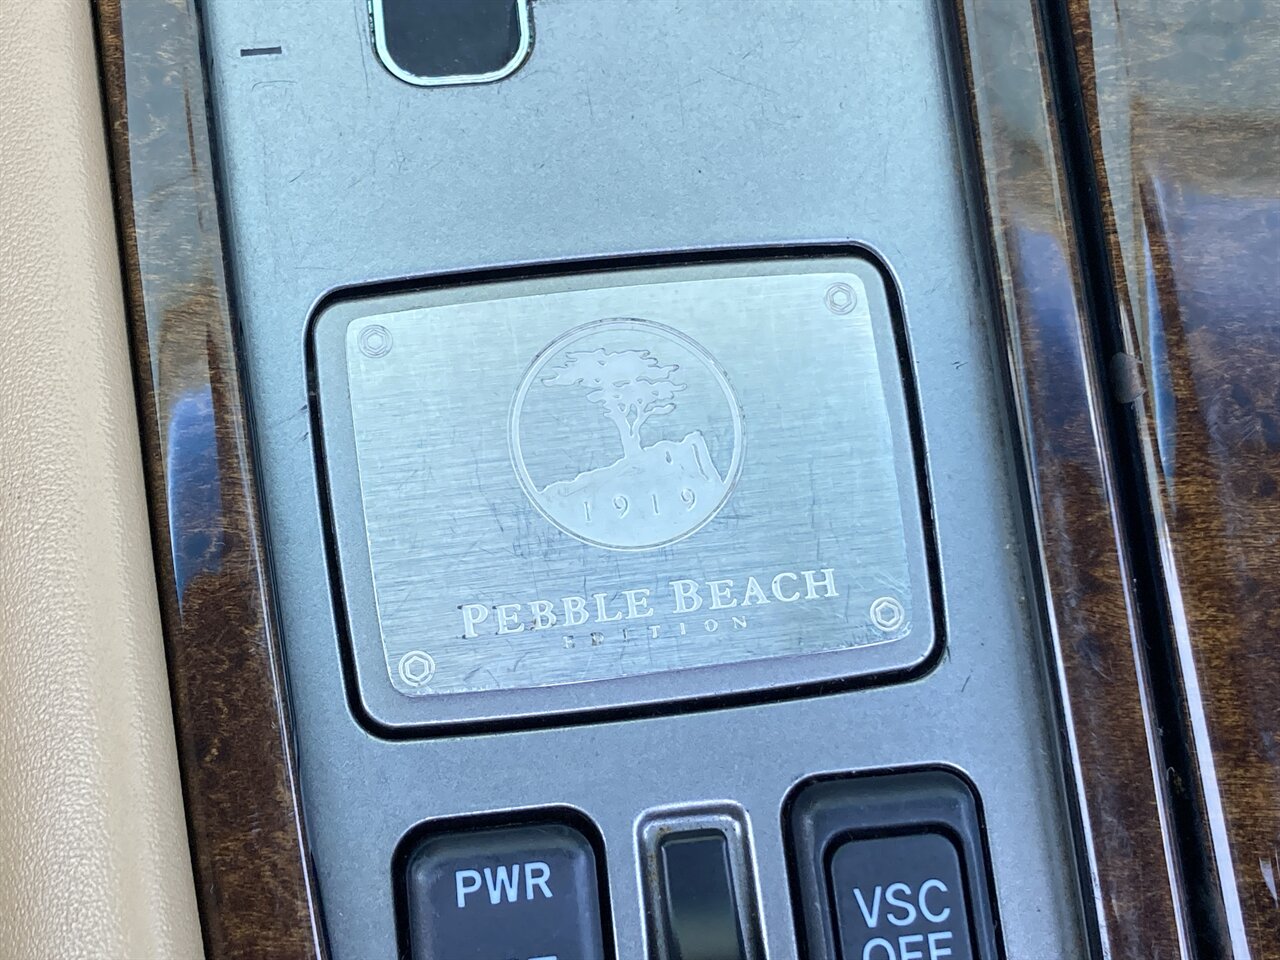 1919
PEBBLE BEACH
EDITION
PWR
VSC
OFF